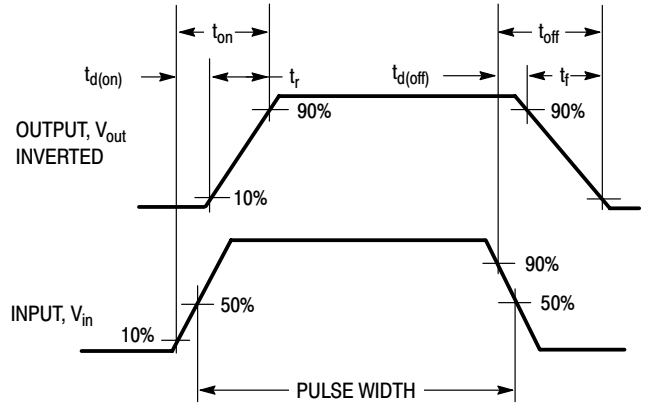 t_on
t_off
t_d(on)
t_r
t_d(off)
t_f
90%
90%
OUTPUT, V_out
INVERTED
10%
90%
50%
50%
INPUT, V_in
10%
PULSE WIDTH